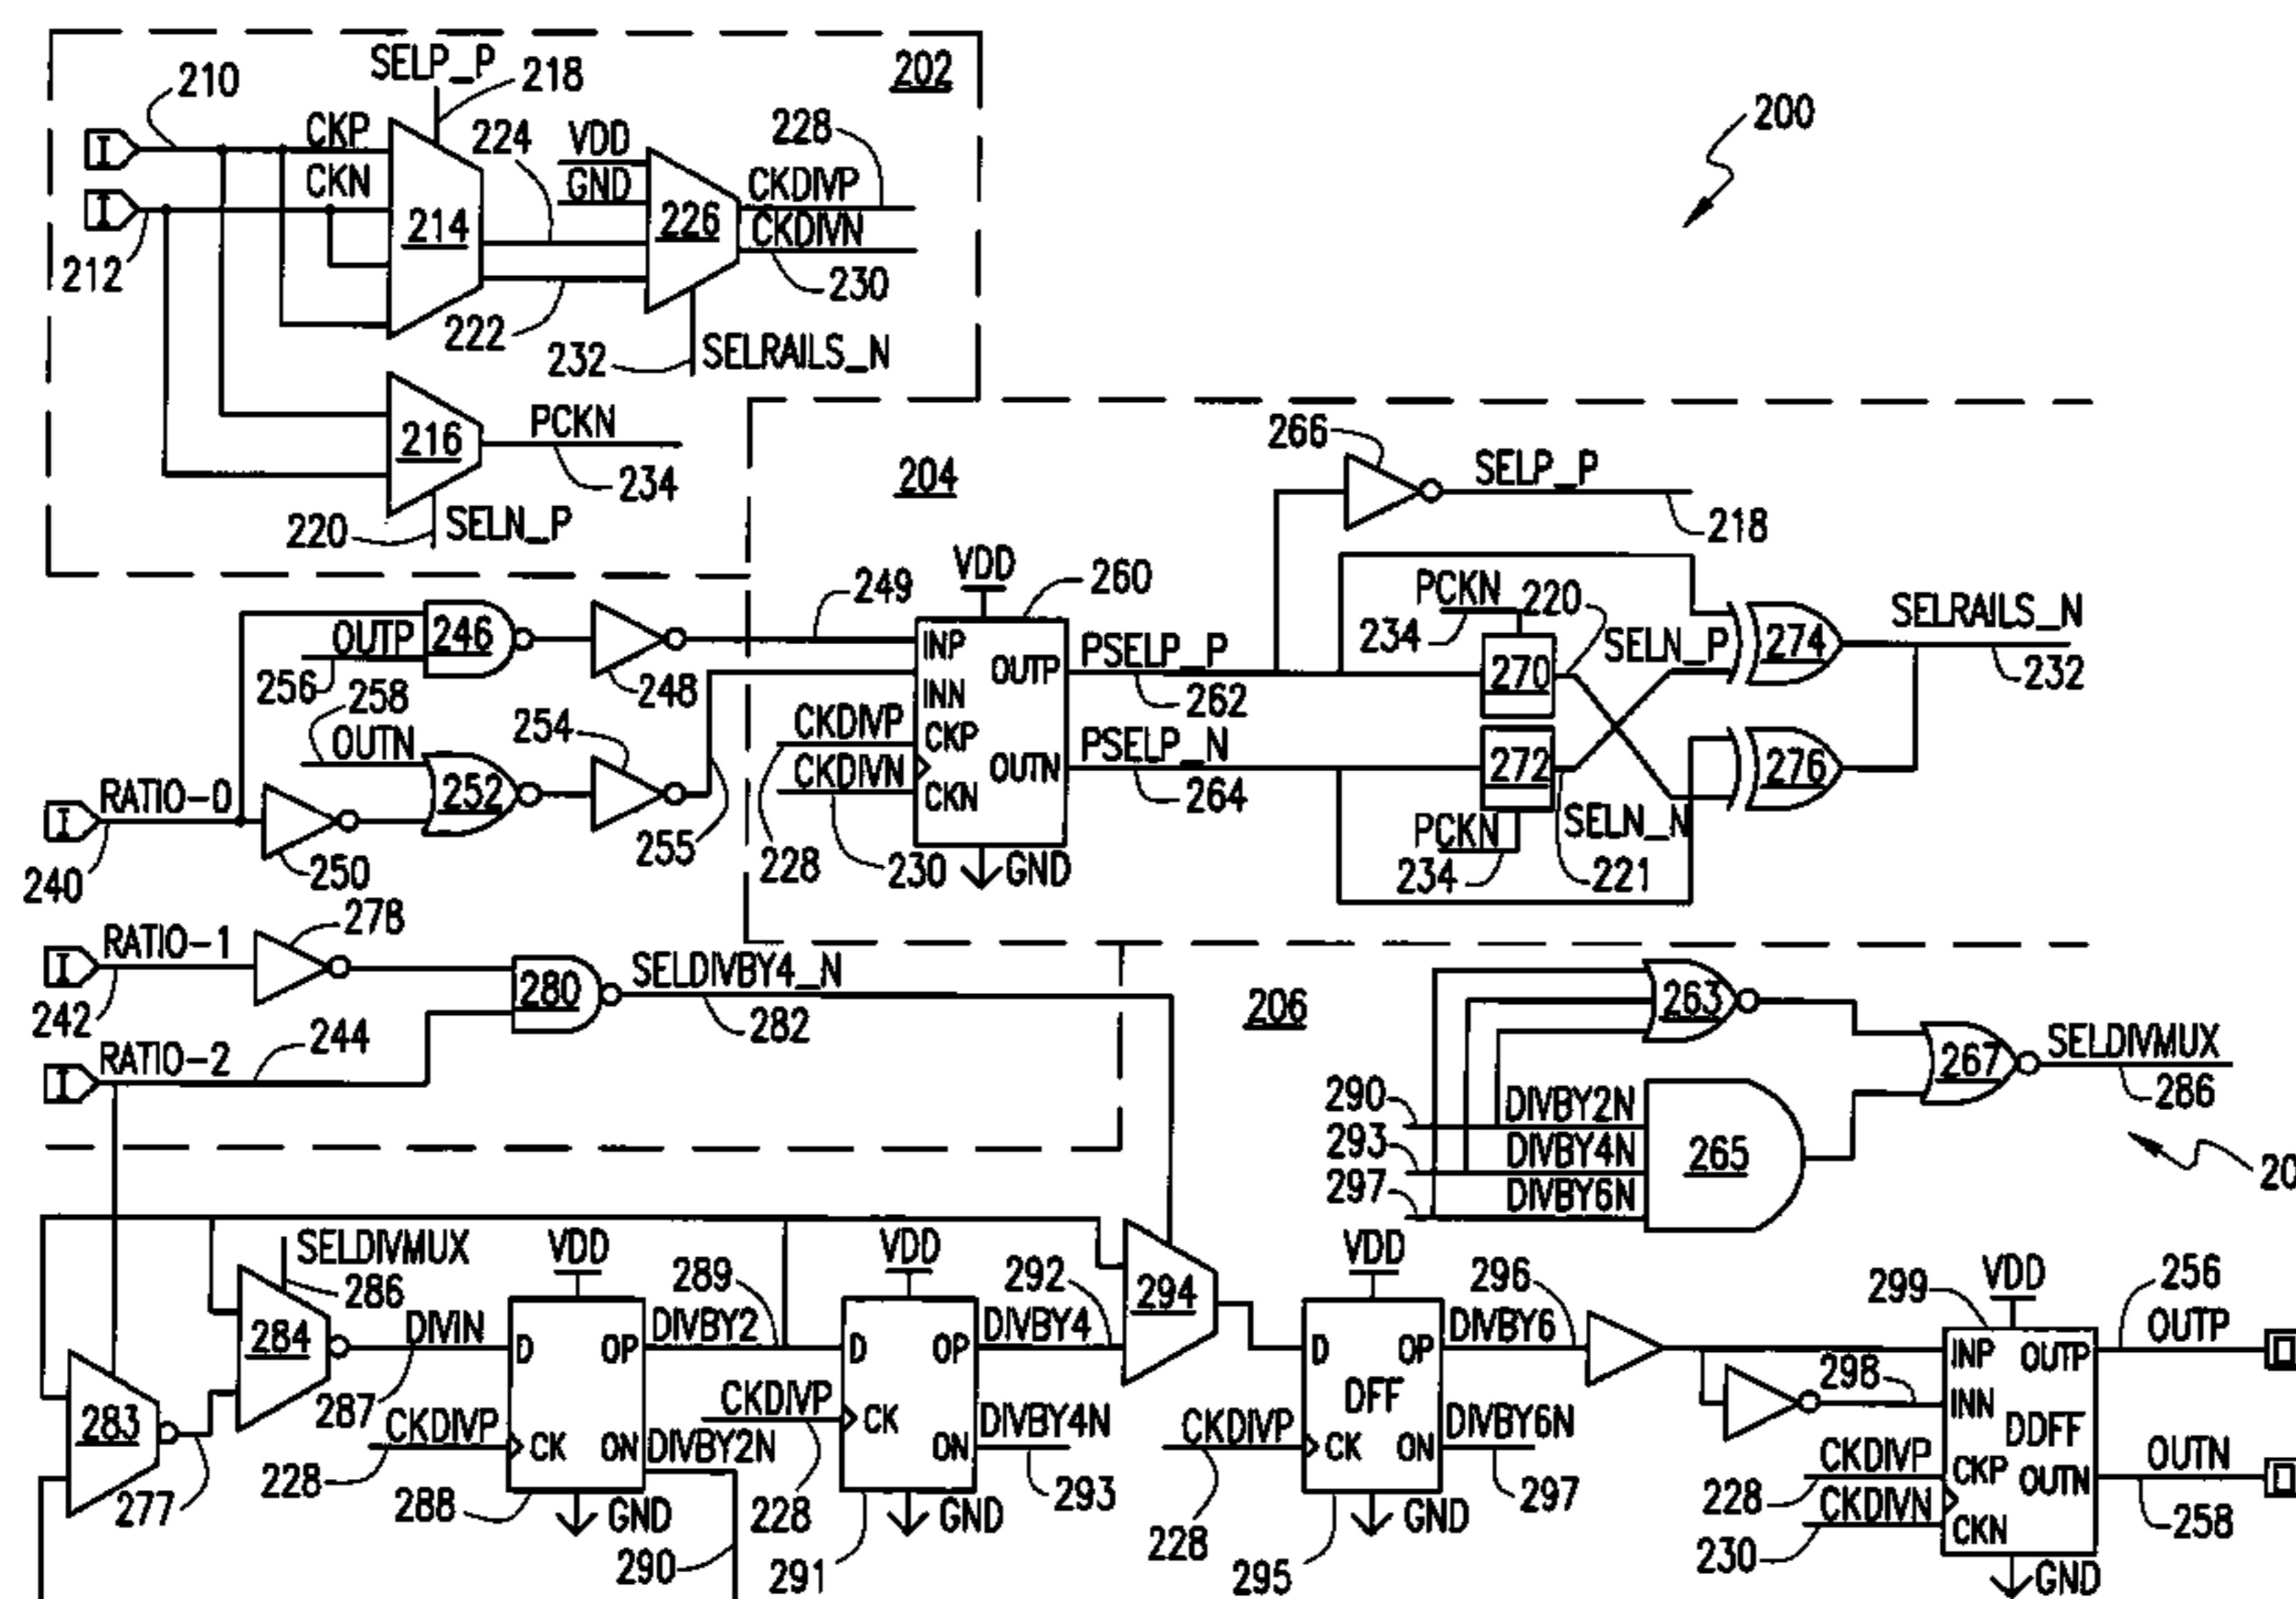 SELP_P
218
202
210
CKP
224
VDD
228
200
I
CKN
GND
CKDIVP
I
214
226
CKDIVN
212
222
230
232
SELRAILS_N
216
PCKN
234
266
SELP_P
204
218
220
SELN_P
VDD
249
260
PCKN
220
SELRAILS_N
246
OUTP
INP
PSELP_P
234
SELN_P
274
256
258
248
INN
OUTP
262
270
232
OUTN
254
CKDIVP
CKP
PSELP_N
CKDIVN
OUTN
272
276
252
CKN
264
RATIO-0
I
PCKN
SELN_N
240
250
255
228
230
GND
234
221
RATIO-1
278
I
SELDIVBY4_N
263
242
280
282
206
RATIO-2
244
267
SELDIVMUX
I
290
DIVBY2N
286
293
DIVBY4N
265
297
DIVBY6N
20
SELDIVMUX
VDD
VDD
VDD
VDD
286
289
292
294
296
299
256
284
DIVIN
D
OP
DIVBY2
D
OP
DIVBY4
D
OP
DIVBY6
INP
OUTP
OUTP
283
287
CKDIVP
CK
DFF
298
INN
DDFF
CKDIVP
CK
ON
DIVBY2N
228
ON
DIVBY4N
CKDIVP
CK
ON
DIVBY6N
CKDIVP
CKP
OUTN
OUTN
277
228
288
GND
228
GND
293
228
GND
297
228
CKDIVN
CKN
258
290
291
295
230
GND